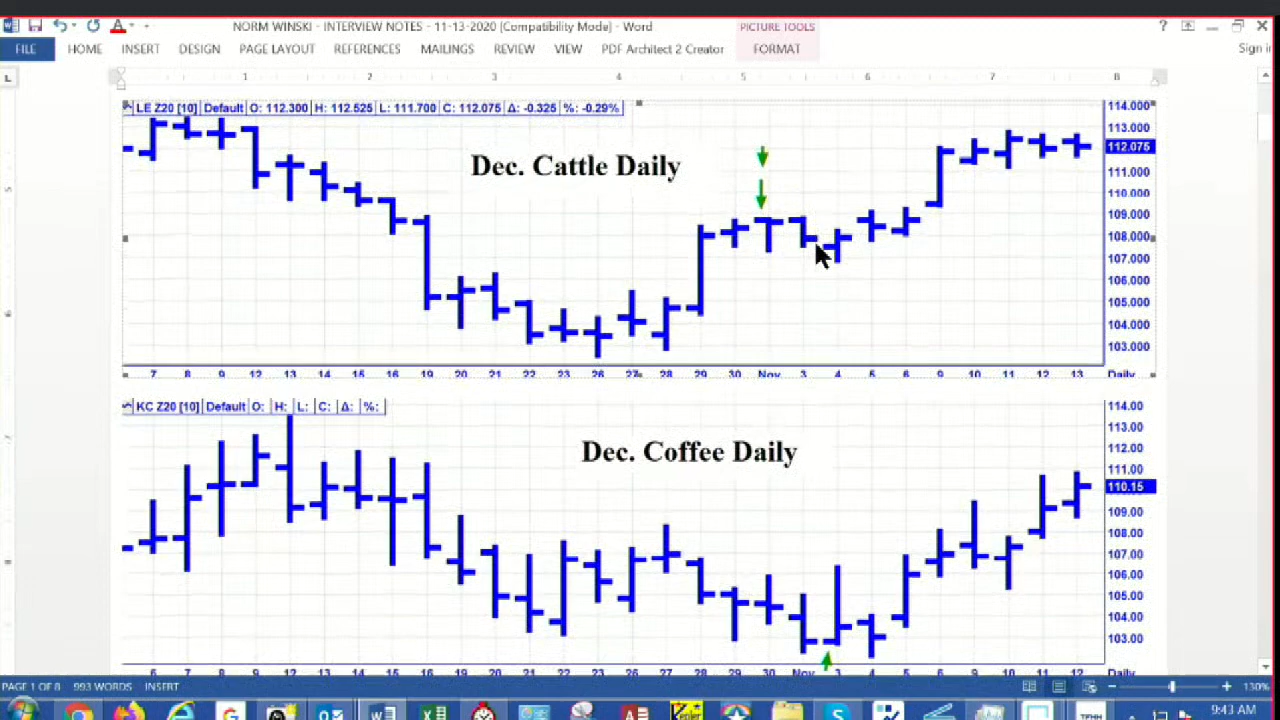 NORM WINSKI - INTERVIEW NOTES - 11-13-2020 [Compatibility Mode] - Word
PICTURE TOOLS
?
FILE HOME INSERT DESIGN PAGE LAYOUT REFERENCES MAILINGS REVIEW VIEW PDF Architect 2 Creator FORMAT Sign i
L
1 2 3 4 5 6 7 8
LE Z20 [10] Default O: 112.300 H: 112.525 L: 111.700 C: 112.075 Δ: -0.325 %: -0.29%
Dec. Cattle Daily
114.000
113.000
112.075
111.000
110.000
109.000
108.000
107.000
106.000
105.000
104.000
103.000
7 8 9 12 13 14 15 16 19 20 21 22 23 26 27 28 29 30 Nov 3 4 5 6 9 10 11 12 13 Daily
KC Z20 [10] Default O: H: L: C: Δ: %:
Dec. Coffee Daily
114.00
113.00
112.00
111.00
110.15
109.00
108.00
107.00
106.00
105.00
104.00
103.00
6 7 8 9 12 13 14 15 16 19 20 21 22 23 26 27 28 29 30 Nov 3 4 5 6 9 10 11 12 Daily
PAGE 1 OF 8 993 WORDS INSERT 130%
9:43 AM